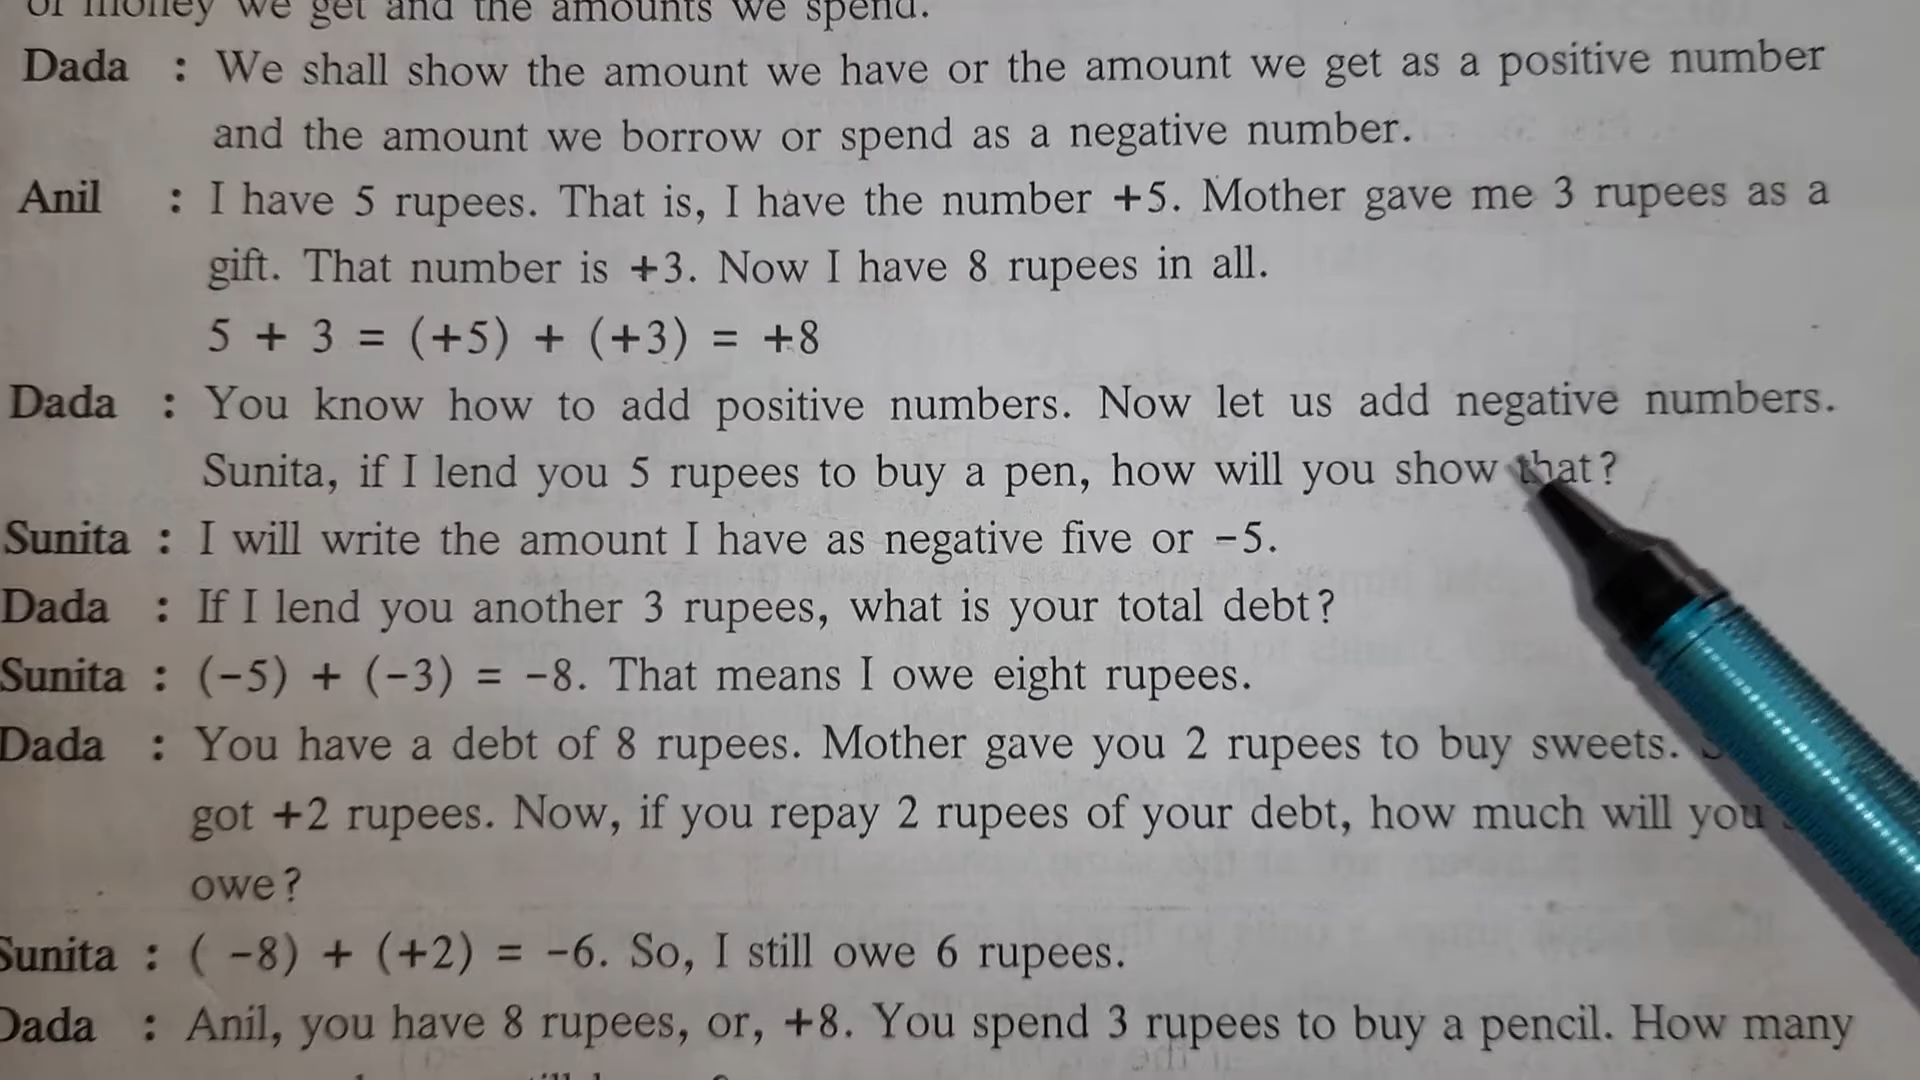 of money we get and the amounts we spend.
Dada : We shall show the amount we have or the amount we get as a positive number
and the amount we borrow or spend as a negative number.
Anil : I have 5 rupees. That is, I have the number +5. Mother gave me 3 rupees as a
gift. That number is +3. Now I have 8 rupees in all.
5 + 3 = (+5) + (+3) = +8
Dada : You know how to add positive numbers. Now let us add negative numbers.
Sunita, if I lend you 5 rupees to buy a pen, how will you show that?
Sunita : I will write the amount I have as negative five or -5.
Dada : If I lend you another 3 rupees, what is your total debt?
Sunita : (-5) + (-3) = -8. That means I owe eight rupees.
Dada : You have a debt of 8 rupees. Mother gave you 2 rupees to buy sweets.
got +2 rupees. Now, if you repay 2 rupees of your debt, how much will you
owe?
Sunita : ( -8) + (+2) = -6. So, I still owe 6 rupees.
Dada : Anil, you have 8 rupees, or, +8. You spend 3 rupees to buy a pencil. How many